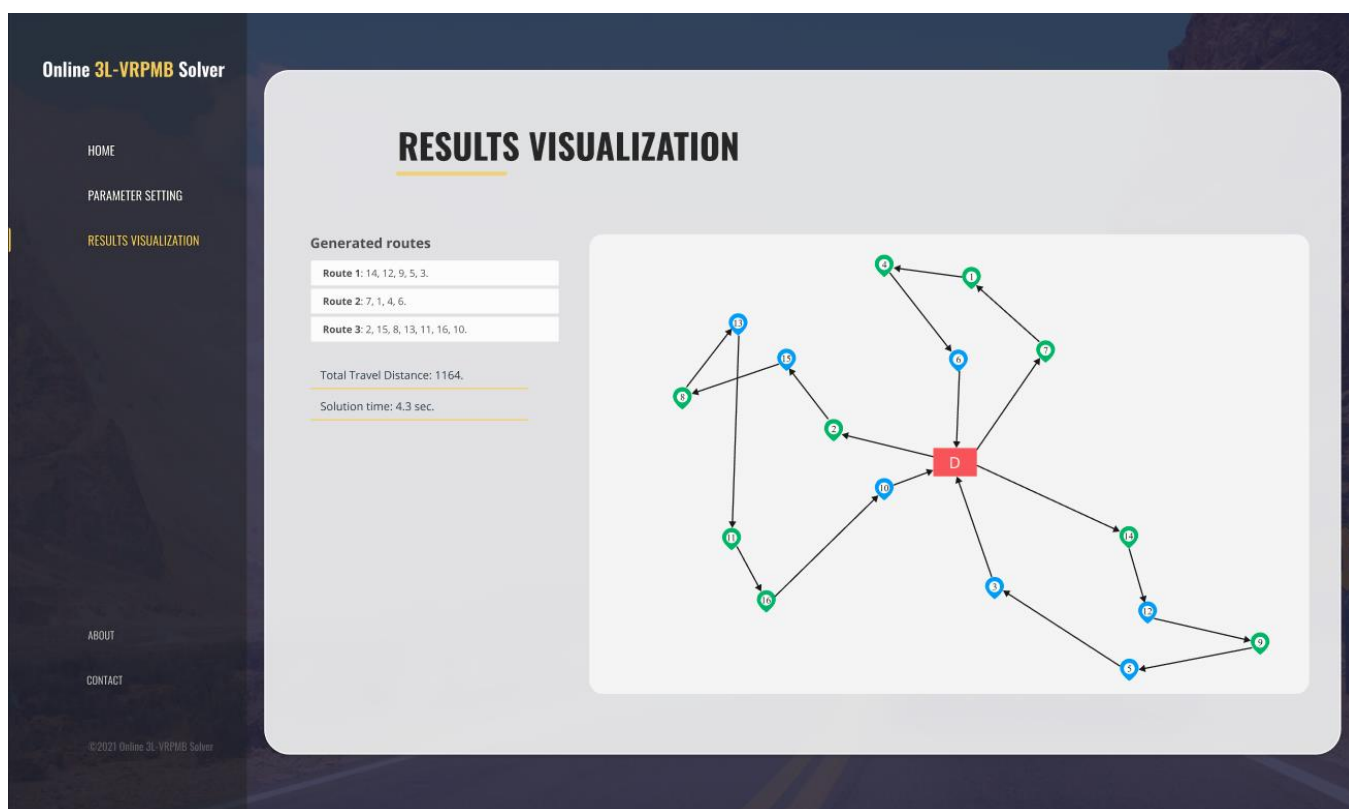 Online 3L-VRPMB Solver
HOME
PARAMETER SETTING
RESULTS VISUALIZATION
ABOUT
CONTACT
©2021 Online 3L-VRPMB Solver
RESULTS VISUALIZATION
Generated routes
Route 1: 14, 12, 9, 5, 3.
Route 2: 7, 1, 4, 6.
Route 3: 2, 15, 8, 13, 11, 16, 10.
Total Travel Distance: 1164.
Solution time: 4.3 sec.
4
1
13
15
6
7
8
2
D
10
11
14
16
3
12
9
5